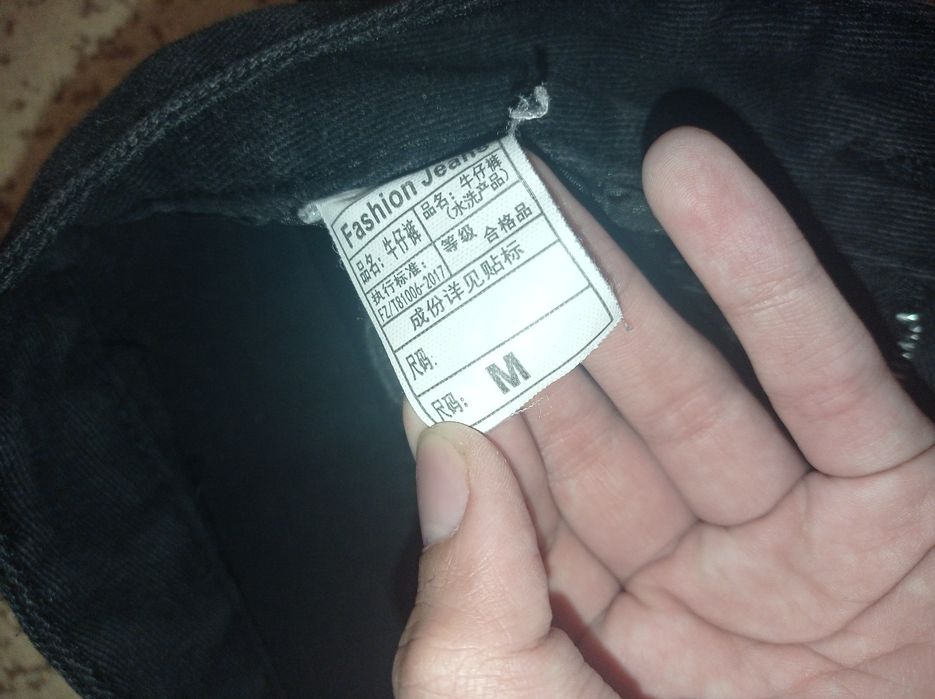 Fashion Jeans
品名：牛仔裤
品名：牛仔裤
(水洗产品)
执行标准：
FZ/T81006-2017
等级 合格品
成份详见贴标
尺码：
尺码： M